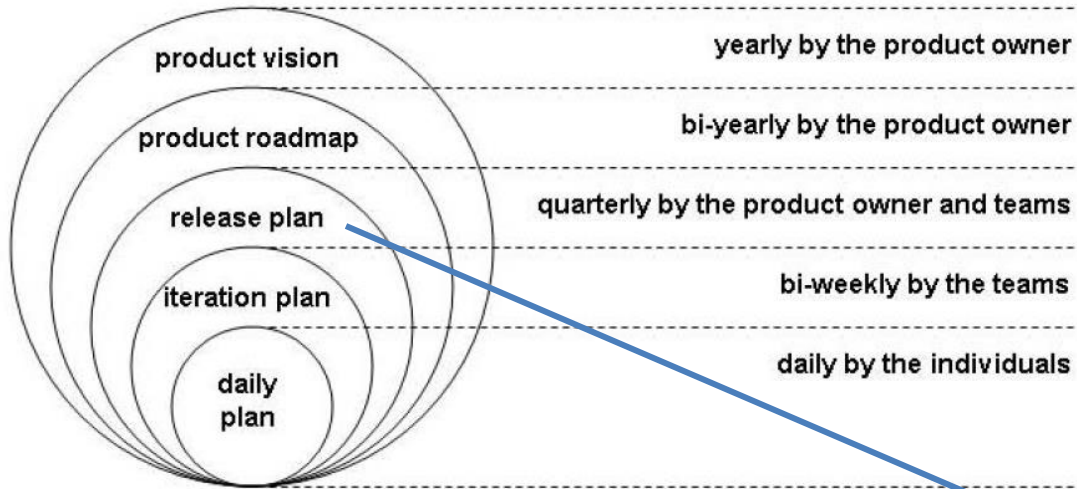 product vision
yearly by the product owner
product roadmap
bi-yearly by the product owner
release plan
quarterly by the product owner and teams
iteration plan
bi-weekly by the teams
daily
plan
daily by the individuals